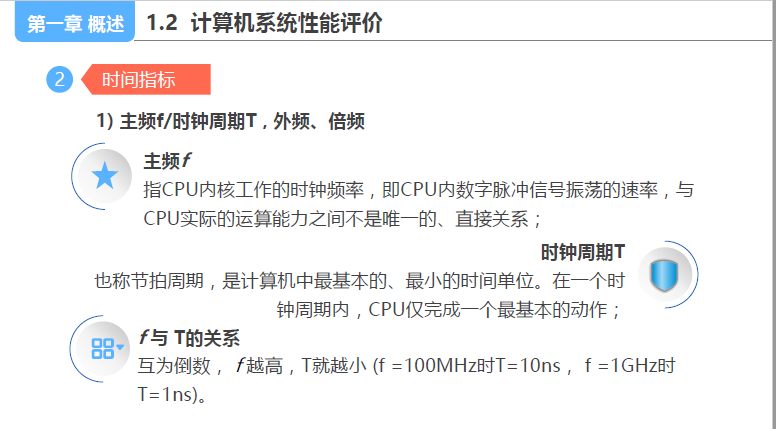 第一章 概述
1.2 计算机系统性能评价
2
时间指标
1) 主频f/时钟周期T，外频、倍频
主频f
指CPU内核工作的时钟频率，即CPU内数字脉冲信号振荡的速率，与
CPU实际的运算能力之间不是唯一的、直接关系；
时钟周期T
也称节拍周期，是计算机中最基本的、最小的时间单位。在一个时
钟周期内，CPU仅完成一个最基本的动作；
f 与 T的关系
互为倒数， f 越高，T就越小 (f =100MHz时T=10ns， f =1GHz时
T=1ns)。